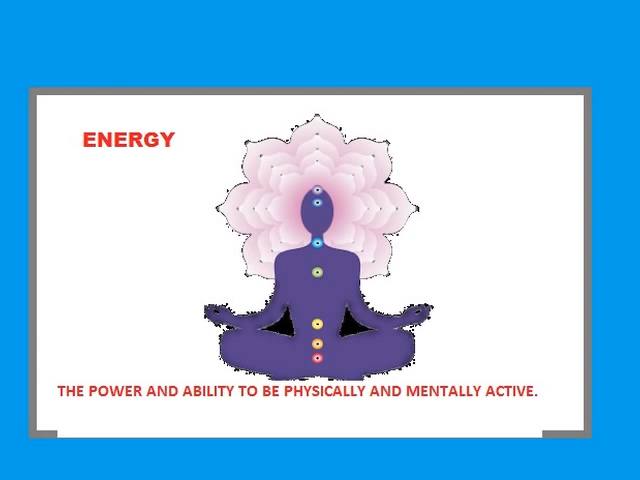 ENERGY
THE POWER AND ABILITY TO BE PHYSICALLY AND MENTALLY ACTIVE.